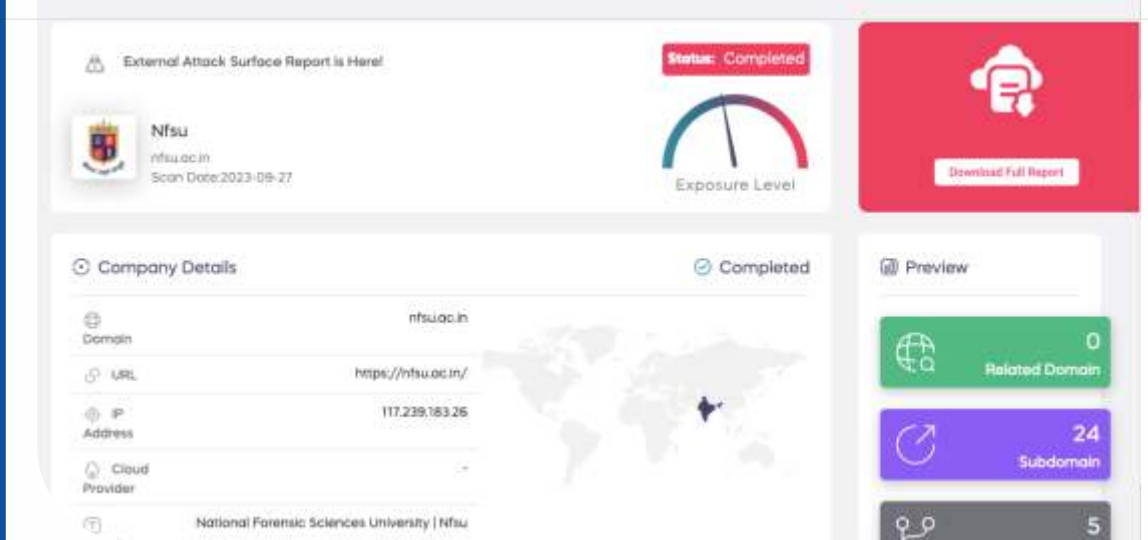 External Attack Surface Report is Here!
Status: Completed
Nfsu
nfsu.ac.in
Scan Date:2023-09-27
Exposure Level
Download Full Report
Company Details
Completed
Domain
nfsu.ac.in
URL
https://nfsu.ac.in/
IP
Address
117.239.183.26
Cloud
Provider
-
National Forensic Sciences University | Nfsu
Preview
0
Related Domain
24
Subdomain
5